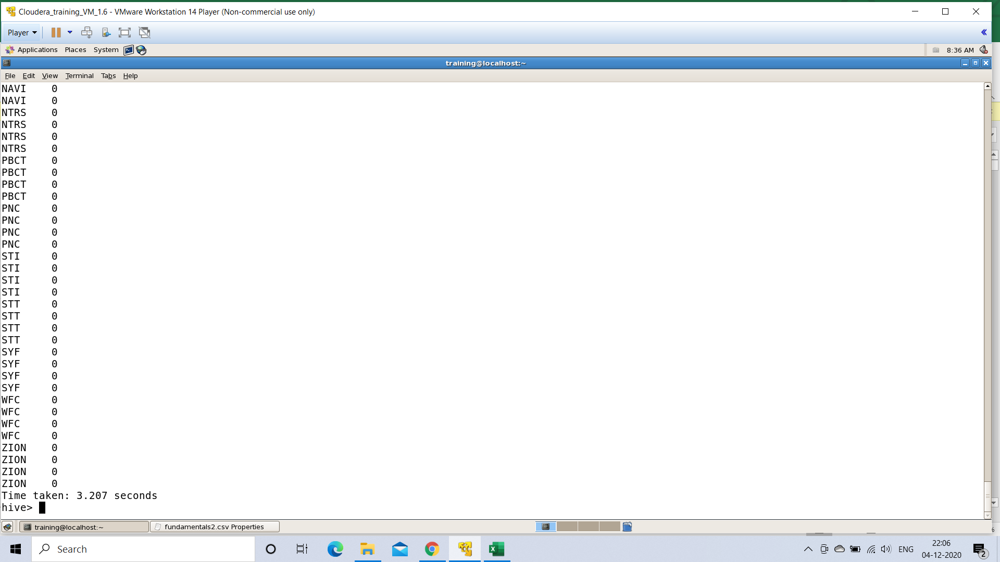 Cloudera_training_VM_1.6 - VMware Workstation 14 Player (Non-commercial use only)
Player
Applications Places System 8:36 AM
training@localhost:~
File Edit View Terminal Tabs Help
NAVI 0
NAVI 0
NTRS 0
NTRS 0
NTRS 0
NTRS 0
PBCT 0
PBCT 0
PBCT 0
PBCT 0
PNC 0
PNC 0
PNC 0
PNC 0
STI 0
STI 0
STI 0
STI 0
STT 0
STT 0
STT 0
STT 0
SYF 0
SYF 0
SYF 0
SYF 0
WFC 0
WFC 0
WFC 0
WFC 0
ZION 0
ZION 0
ZION 0
ZION 0
Time taken: 3.207 seconds
hive>
training@localhost:~ fundamentals2.csv Properties
Search ENG 22:06
04-12-2020 2